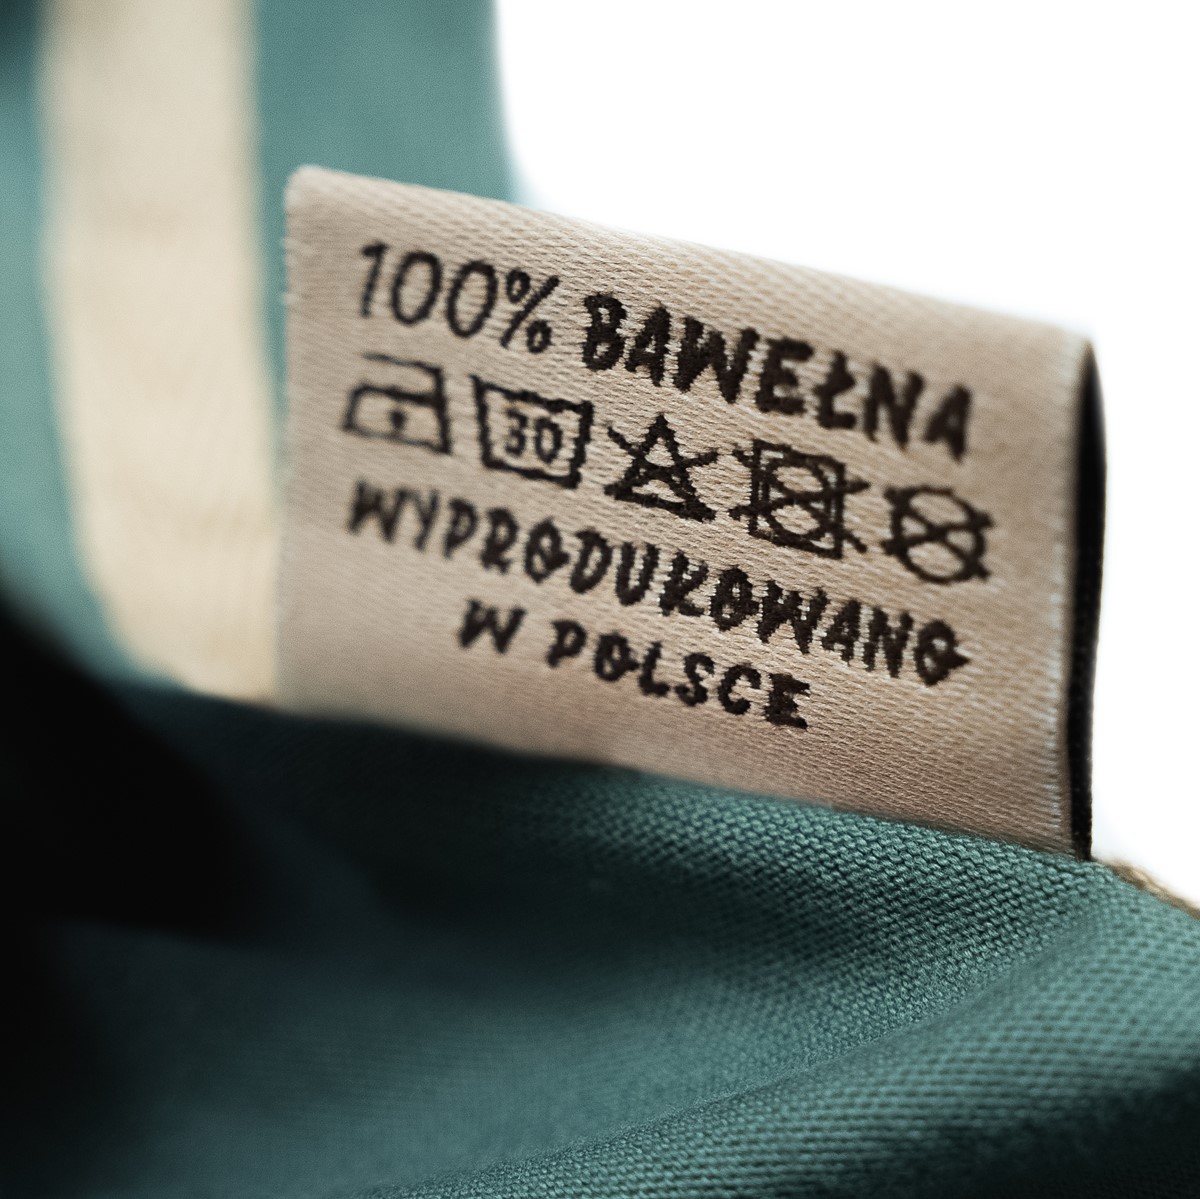 100% BAWEŁNA
30
WYPRODUKOWANO
W POLSCE